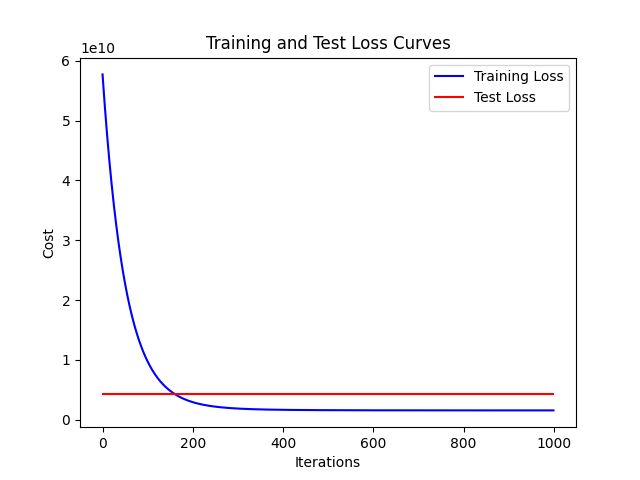 Training and Test Loss Curves
1e10
Training Loss
Test Loss
6
5
4
3
2
1
0
Cost
0 200 400 600 800 1000
Iterations